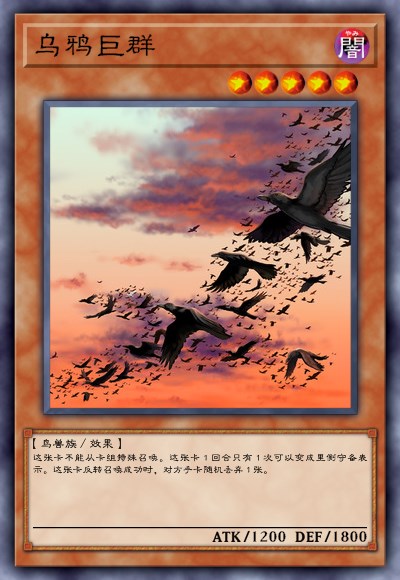 乌鸦巨群
やみ
闇
【鸟兽族／效果】
这张卡不能从卡组特殊召唤。这张卡1回合只有1次可以变成里侧守备表
示。这张卡反转召唤成功时，对方手卡随机丢弃1张。
ATK/1200 DEF/1800